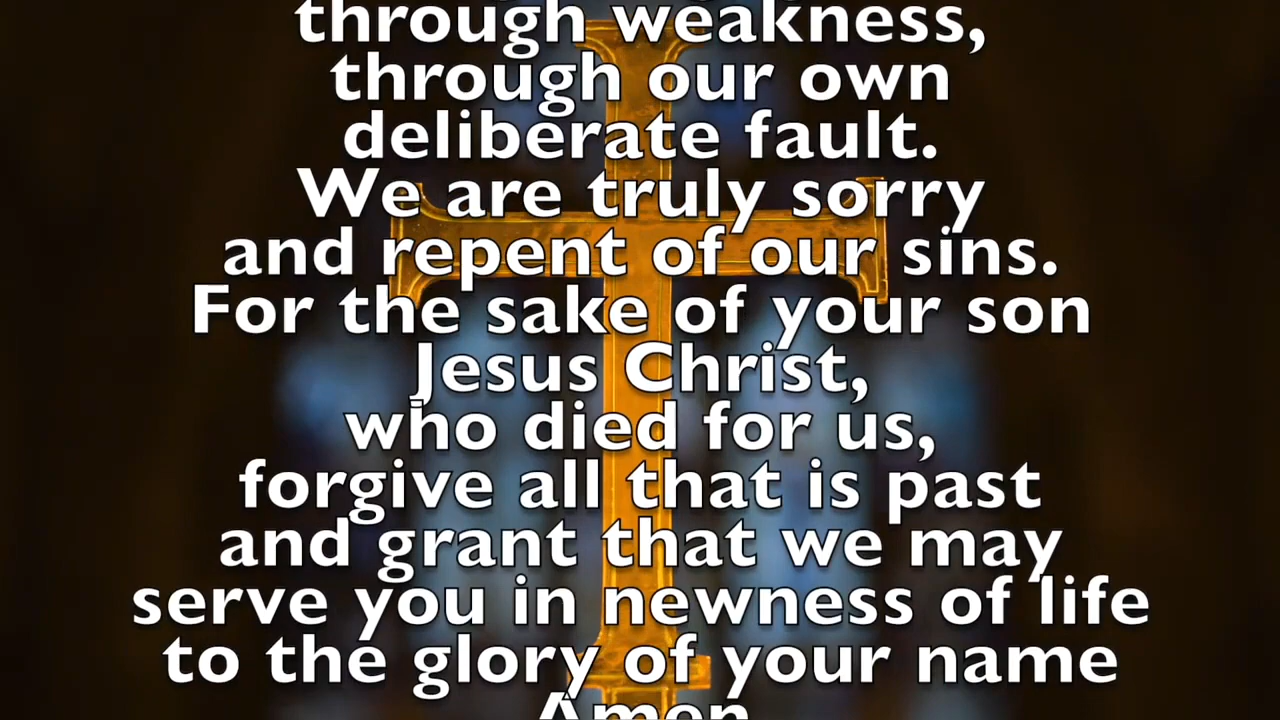 through weakness,
through our own
deliberate fault.
We are truly sorry
and repent of our sins.
For the sake of your son
Jesus Christ,
who died for us,
forgive all that is past
and grant that we may
serve you in newness of life
to the glory of your name
Amen